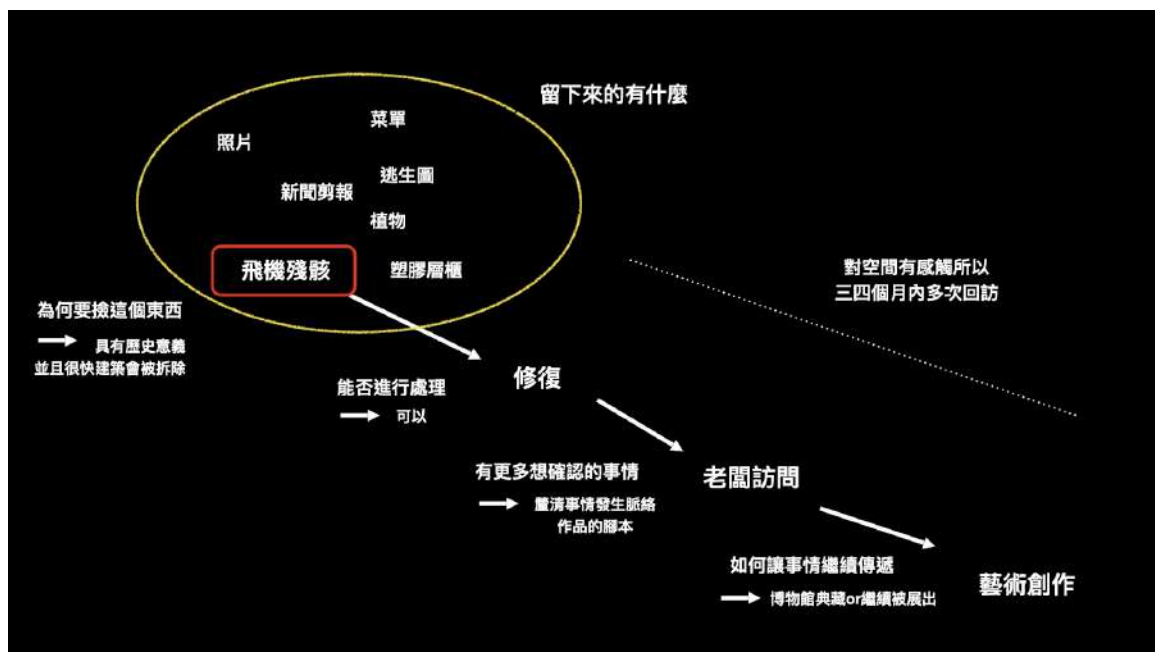 留下來的有什麼
菜單
照片
逃生圖
新聞剪報
植物
飛機殘骸
塑膠層櫃
對空間有感觸所以
三四個月內多次回訪
為何要撿這個東西
具有歷史意義
並且很快建築會被拆除
修復
能否進行處理
可以
老闆訪問
有更多想確認的事情
釐清事情發生脈絡
作品的腳本
如何讓事情繼續傳遞
博物館典藏or繼續被展出
藝術創作